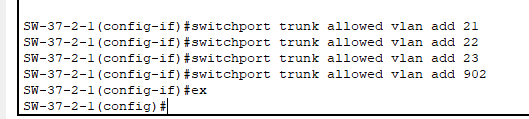 SW-37-2-1(config-if)#switchport trunk allowed vlan add 21
SW-37-2-1(config-if)#switchport trunk allowed vlan add 22
SW-37-2-1(config-if)#switchport trunk allowed vlan add 23
SW-37-2-1(config-if)#switchport trunk allowed vlan add 902
SW-37-2-1(config-if)#ex
SW-37-2-1(config)#